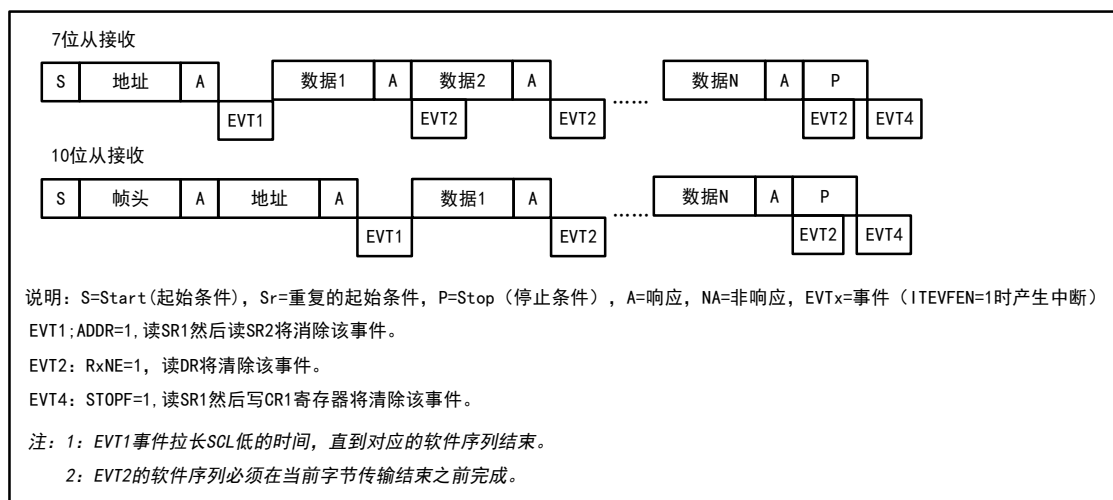 7位从接收
S 地址 A 数据1 A 数据2 A …… 数据N A P
EVT1 EVT2 EVT2 EVT2 EVT4
10位从接收
S 帧头 A 地址 A 数据1 A …… 数据N A P
EVT1 EVT2 EVT2 EVT4
说明：S=Start(起始条件)，Sr=重复的起始条件，P=Stop（停止条件），A=响应，NA=非响应，EVTx=事件（ITEVFEN=1时产生中断）
EVT1;ADDR=1,读SR1然后读SR2将消除该事件。
EVT2：RxNE=1，读DR将清除该事件。
EVT4：STOPF=1,读SR1然后写CR1寄存器将清除该事件。
注：1：EVT1事件拉长SCL低的时间，直到对应的软件序列结束。
2：EVT2的软件序列必须在当前字节传输结束之前完成。